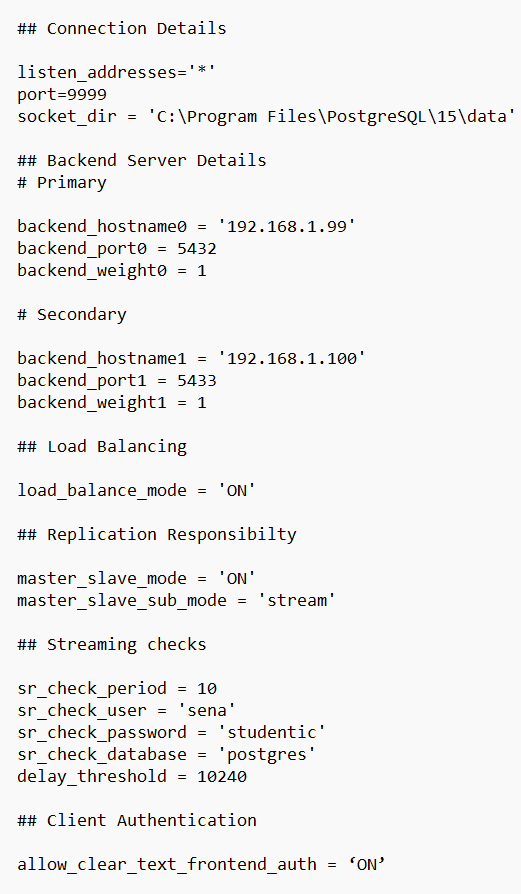 ## Connection Details
listen_addresses='*'
port=9999
socket_dir = 'C:\Program Files\PostgreSQL\15\data'
## Backend Server Details
# Primary
backend_hostname0 = '192.168.1.99'
backend_port0 = 5432
backend_weight0 = 1
# Secondary
backend_hostname1 = '192.168.1.100'
backend_port1 = 5433
backend_weight1 = 1
## Load Balancing
load_balance_mode = 'ON'
## Replication Responsibilty
master_slave_mode = 'ON'
master_slave_sub_mode = 'stream'
## Streaming checks
sr_check_period = 10
sr_check_user = 'sena'
sr_check_password = 'studentic'
sr_check_database = 'postgres'
delay_threshold = 10240
## Client Authentication
allow_clear_text_frontend_auth = ‘ON’